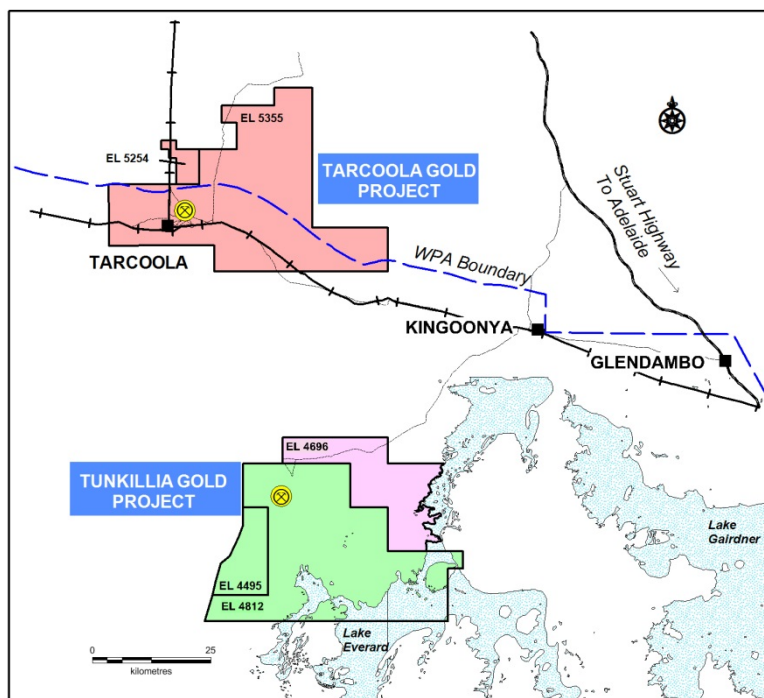 EL 5355
EL 5254
TARCOOLA GOLD
PROJECT
Stuart Highway
To Adelaide
TARCOOLA
WPA Boundary
KINGOONYA
GLENDAMBO
EL 4696
TUNKILLIA GOLD
PROJECT
Lake
Gairdner
EL 4495
EL 4812
Lake
Everard
0 25
kilometres